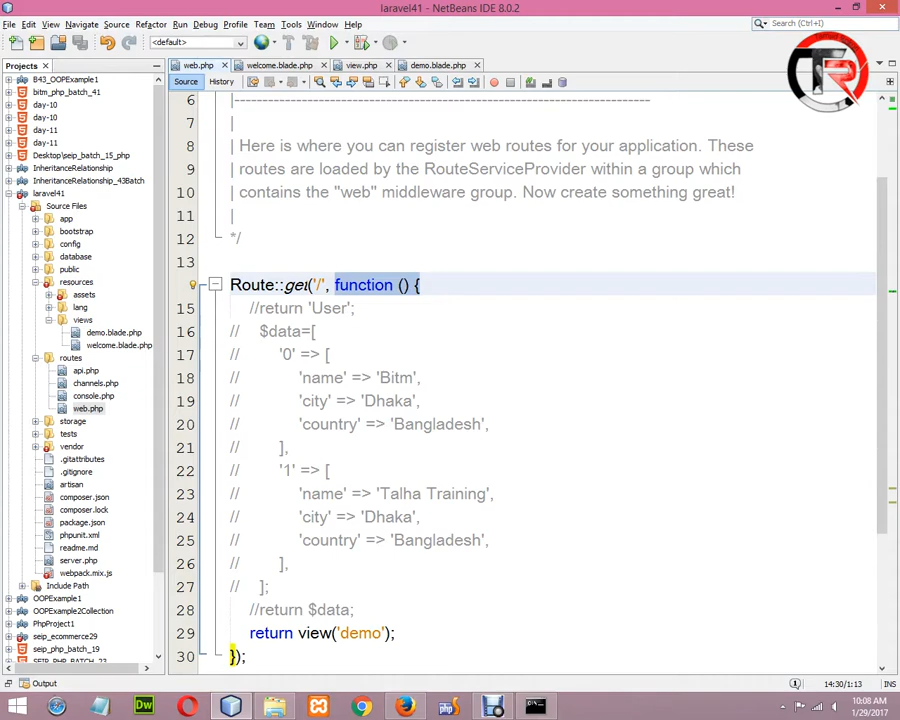 laravel41 - NetBeans IDE 8.0.2
File Edit View Navigate Source Refactor Run Debug Profile Team Tools Window Help
Search (Ctrl+I)
<default>
Projects
web.php welcome.blade.php view.php demo.blade.php
Source History
B43_OOPExample1
bitm_php_batch_41
day-10
day-10
day-11
day-11
Desktop\seip_batch_15_php
InheritanceRelationship
InheritanceRelationship_43Batch
laravel41
Source Files
app
bootstrap
config
database
public
resources
assets
lang
views
demo.blade.php
welcome.blade.php
routes
api.php
channels.php
console.php
web.php
storage
tests
vendor
.gitattributes
.gitignore
artisan
composer.json
composer.lock
package.json
phpunit.xml
readme.md
server.php
webpack.mix.js
Include Path
OOPExample1
OOPExample2Collection
PhpProject1
seip_ecommerce29
seip_php_batch_19
SEIP_PHP_BATCH_23
6 |--------------------------------------------------------------------------
7 |
8 | Here is where you can register web routes for your application. These
9 | routes are loaded by the RouteServiceProvider within a group which
10 | contains the "web" middleware group. Now create something great!
11 |
12 */
13
Route::get('/', function () {
15 //return 'User';
16 // $data=[
17 // '0' => [
18 // 'name' => 'Bitm',
19 // 'city' => 'Dhaka',
20 // 'country' => 'Bangladesh',
21 // ],
22 // '1' => [
23 // 'name' => 'Talha Training',
24 // 'city' => 'Dhaka',
25 // 'country' => 'Bangladesh',
26 // ],
27 // ];
28 //return $data;
29 return view('demo');
30 });
Output
14:30/1:13 INS
Dw
php
10:08 AM
1/29/2017